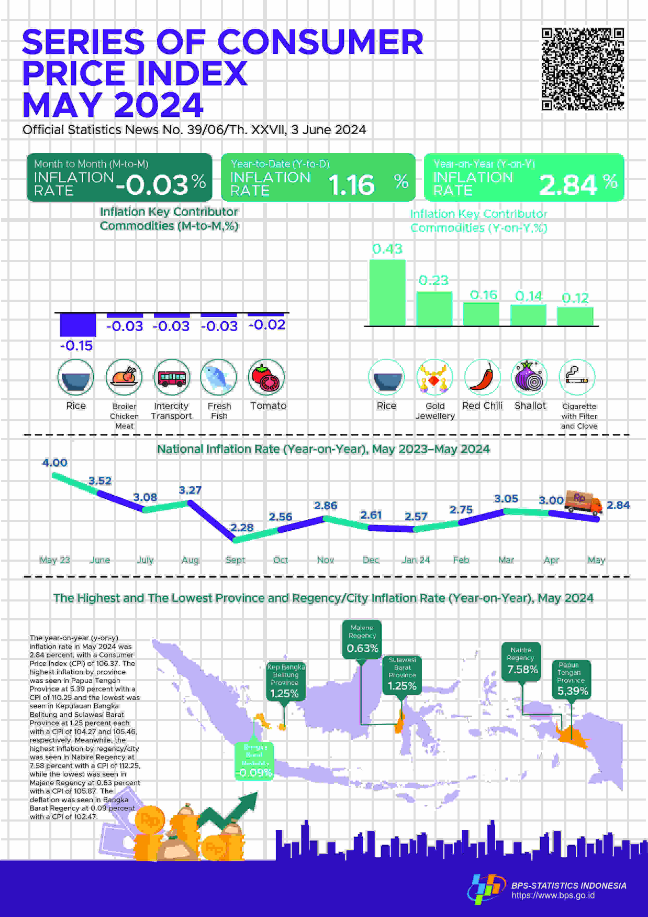 SERIES OF CONSUMER
PRICE INDEX
MAY 2024
Official Statistics News No. 39/06/Th. XXVII, 3 June 2024
Month to Month (M-to-M)
INFLATION
RATE
-0.03%
Year-to-Date (Y-to-D)
INFLATION
RATE
1.16 %
Year-on-Year (Y-on-Y)
INFLATION
RATE
2.84 %
Inflation Key Contributor
Commodities (M-to-M,%)
-0.15
-0.03
-0.03
-0.03
-0.02
Rice
Broiler
Chicken
Meat
Intercity
Transport
Fresh
Fish
Tomato
Inflation Key Contributor
Commodities (Y-on-Y,%)
0.43
0.23
0.16
0.14
0.12
Rice
Gold
Jewellery
Red Chili
Shallot
Cigarette
with Filter
and Clove
National Inflation Rate (Year-on-Year), May 2023–May 2024
4.00
3.52
3.08
3.27
2.28
2.56
2.86
2.61
2.57
2.75
3.05
3.00
Rp
2.84
May 23
June
July
Aug
Sept
Oct
Nov
Dec
Jan 24
Feb
Mar
Apr
May
The Highest and The Lowest Province and Regency/City Inflation Rate (Year-on-Year), May 2024
The year-on-year (y-on-y)
inflation rate in May 2024 was
2.84 percent, with a Consumer
Price Index (CPI) of 106.37. The
highest inflation by province
was seen in Papua Tengah
Province at 5.39 percent with a
CPI of 110.25 and the lowest was
seen in Kepulauan Bangka
Belitung and Sulawesi Barat
Province at 1.25 percent each
with a CPI of 104.27 and 105.46,
respectively. Meanwhile, the
highest inflation by regency/city
was seen in Nabire Regency at
7.58 percent with a CPI of 112.25,
while the lowest was seen in
Majene Regency at 0.63 percent
with a CPI of 105.87. The
deflation was seen in Bangka
Barat Regency at 0.09 percent
with a CPI of 102.47.
Kep Bangka
Belitung
Province
1.25%
Majene
Regency
0.63%
Sulawesi
Barat
Province
1.25%
Nabire
Regency
7.58%
Papua
Tengah
Province
5,39%
Bangka
Barat
-0.09%
Rp
Rp
Rp
BPS-STATISTICS INDONESIA
https://www.bps.go.id